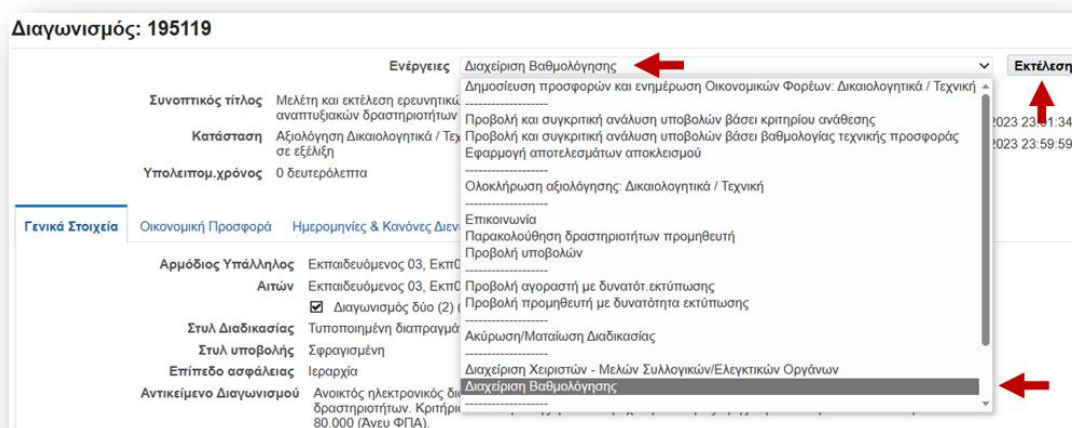 Διαγωνισμός: 195119
Ενέργειες Διαχείριση Βαθμολόγησης Εκτέλεση
Δημοσίευση προσφορών και ενημέρωση Οικονομικών Φορέων: Δικαιολογητικά / Τεχνική
--------------------
Προβολή και συγκριτική ανάλυση υποβολών βάσει κριτηρίου ανάθεσης
Προβολή και συγκριτική ανάλυση υποβολών βάσει βαθμολογίας τεχνικής προσφοράς
Εφαρμογή αποτελεσμάτων αποκλεισμού
--------------------
Ολοκλήρωση αξιολόγησης: Δικαιολογητικά / Τεχνική
--------------------
Επικοινωνία
Παρακολούθηση δραστηριοτήτων προμηθευτή
Προβολή υποβολών
--------------------
Προβολή αγοραστή με δυνατότ.εκτύπωσης
Προβολή προμηθευτή με δυνατότητα εκτύπωσης
--------------------
Ακύρωση/Ματαίωση Διαδικασίας
--------------------
Διαχείριση Χειριστών - Μελών Συλλογικών/Ελεγκτικών Οργάνων
Διαχείριση Βαθμολόγησης
--------------------
Συνοπτικός τίτλος Μελέτη και εκτέλεση ερευνητικώ
αναπτυξιακών δραστηριοτήτων
2023 23:01:34
Κατάσταση Αξιολόγηση Δικαιολογητικά / Τεχ
σε εξέλιξη
2023 23:59:59
Υπολειπομ.χρόνος 0 δευτερόλεπτα
Γενικά Στοιχεία Οικονομική Προσφορά Ημερομηνίες & Κανόνες Διεν
Αρμόδιος Υπάλληλος Εκπαιδευόμενος 03, Εκπ0
Αιτών Εκπαιδευόμενος 03, Εκπ0
Διαγωνισμός δύο (2)
Στυλ Διαδικασίας Τυποποιημένη διαπραγμά
Στυλ υποβολής Σφραγισμένη
Επίπεδο ασφάλειας Ιεραρχία
Αντικείμενο Διαγωνισμού Ανοικτός ηλεκτρονικός δι
δραστηριοτήτων. Κριτήριο
80.000 (Άνευ ΦΠΑ).